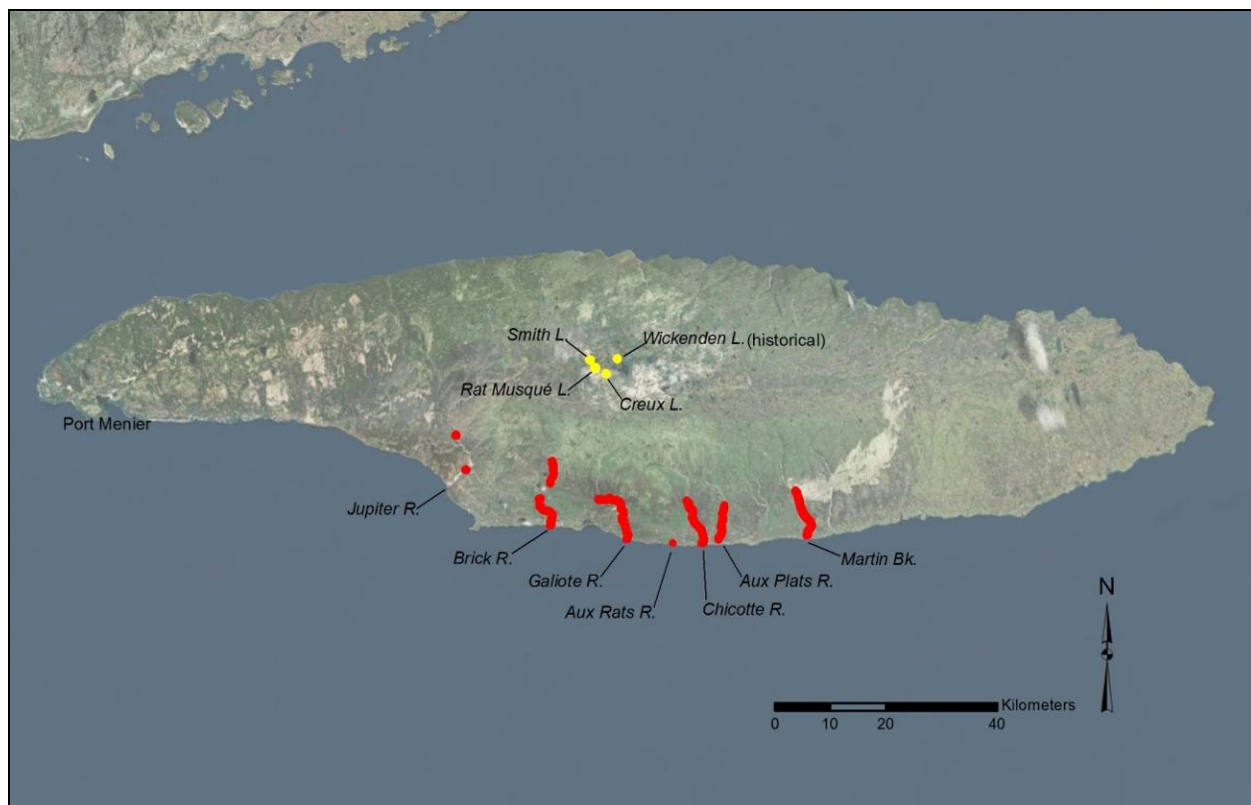 Smith L.
Wickenden L. (historical)
Rat Musqué L.
Creux L.
Port Menier
Jupiter R.
Brick R.
Galiote R.
Aux Rats R.
Chicotte R.
Aux Plats R.
Martin Bk.
N
Kilometers
0 10 20 40